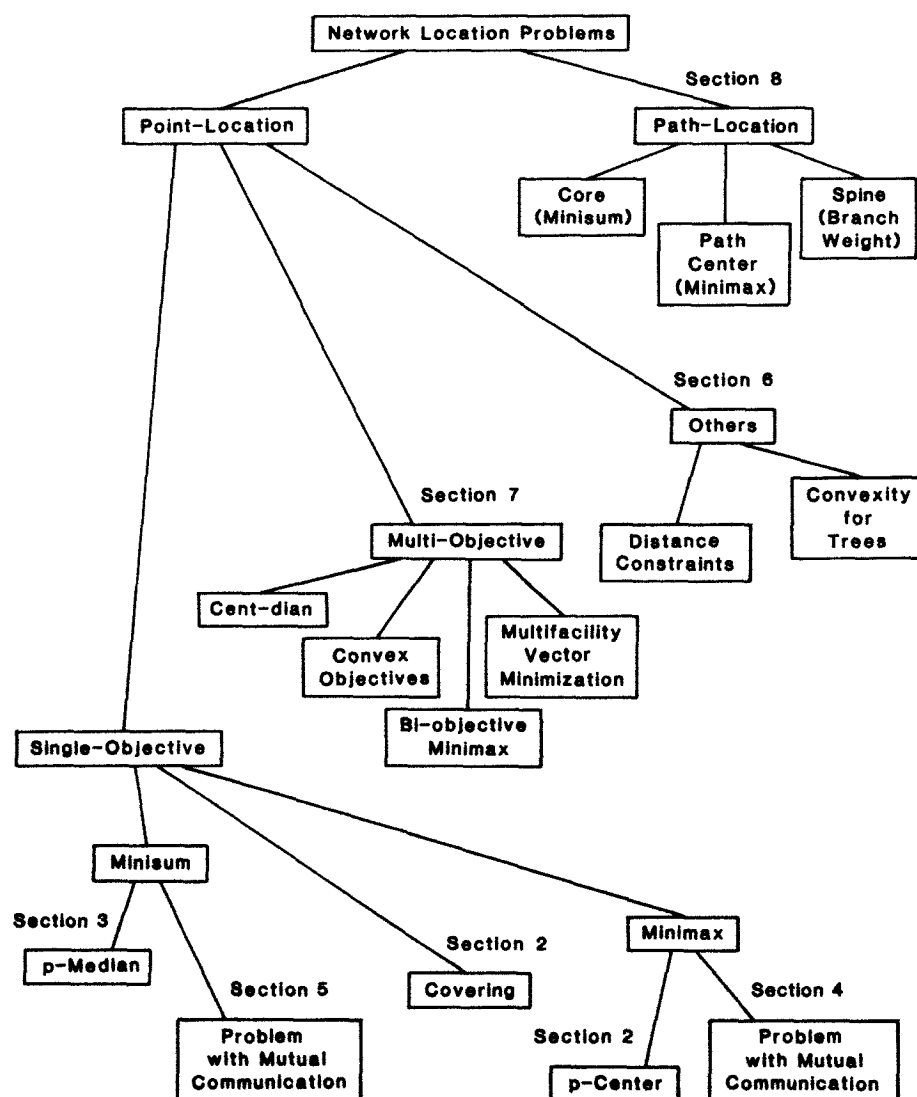 Network Location Problems
Section 8
Point-Location
Path-Location
Core
(Minisum)
Path
Center
(Minimax)
Spine
(Branch
Weight)
Section 6
Others
Distance
Constraints
Convexity
for
Trees
Section 7
Multi-Objective
Cent-dian
Convex
Objectives
Bi-objective
Minimax
Multifacility
Vector
Minimization
Single-Objective
Minisum
Section 3
p-Median
Section 5
Problem
with Mutual
Communication
Section 2
Covering
Minimax
Section 2
p-Center
Section 4
Problem
with Mutual
Communication